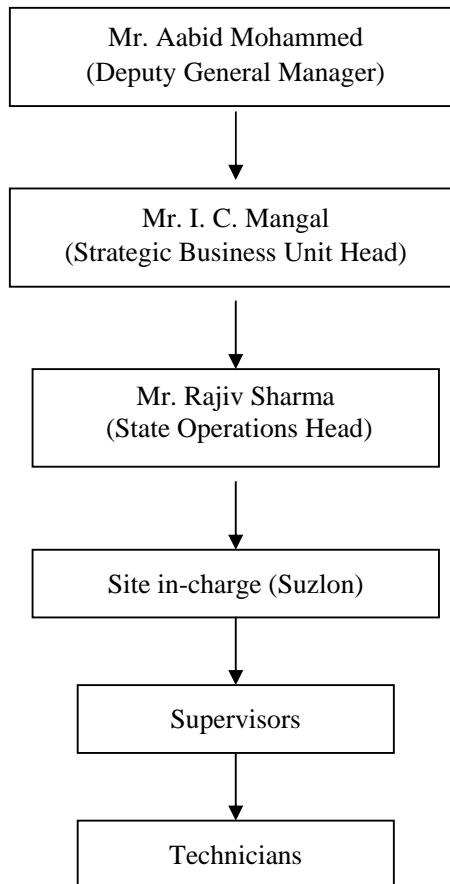 Mr. Aabid Mohammed
(Deputy General Manager)
Mr. I. C. Mangal
(Strategic Business Unit Head)
Mr. Rajiv Sharma
(State Operations Head)
Site in-charge (Suzlon)
Supervisors
Technicians